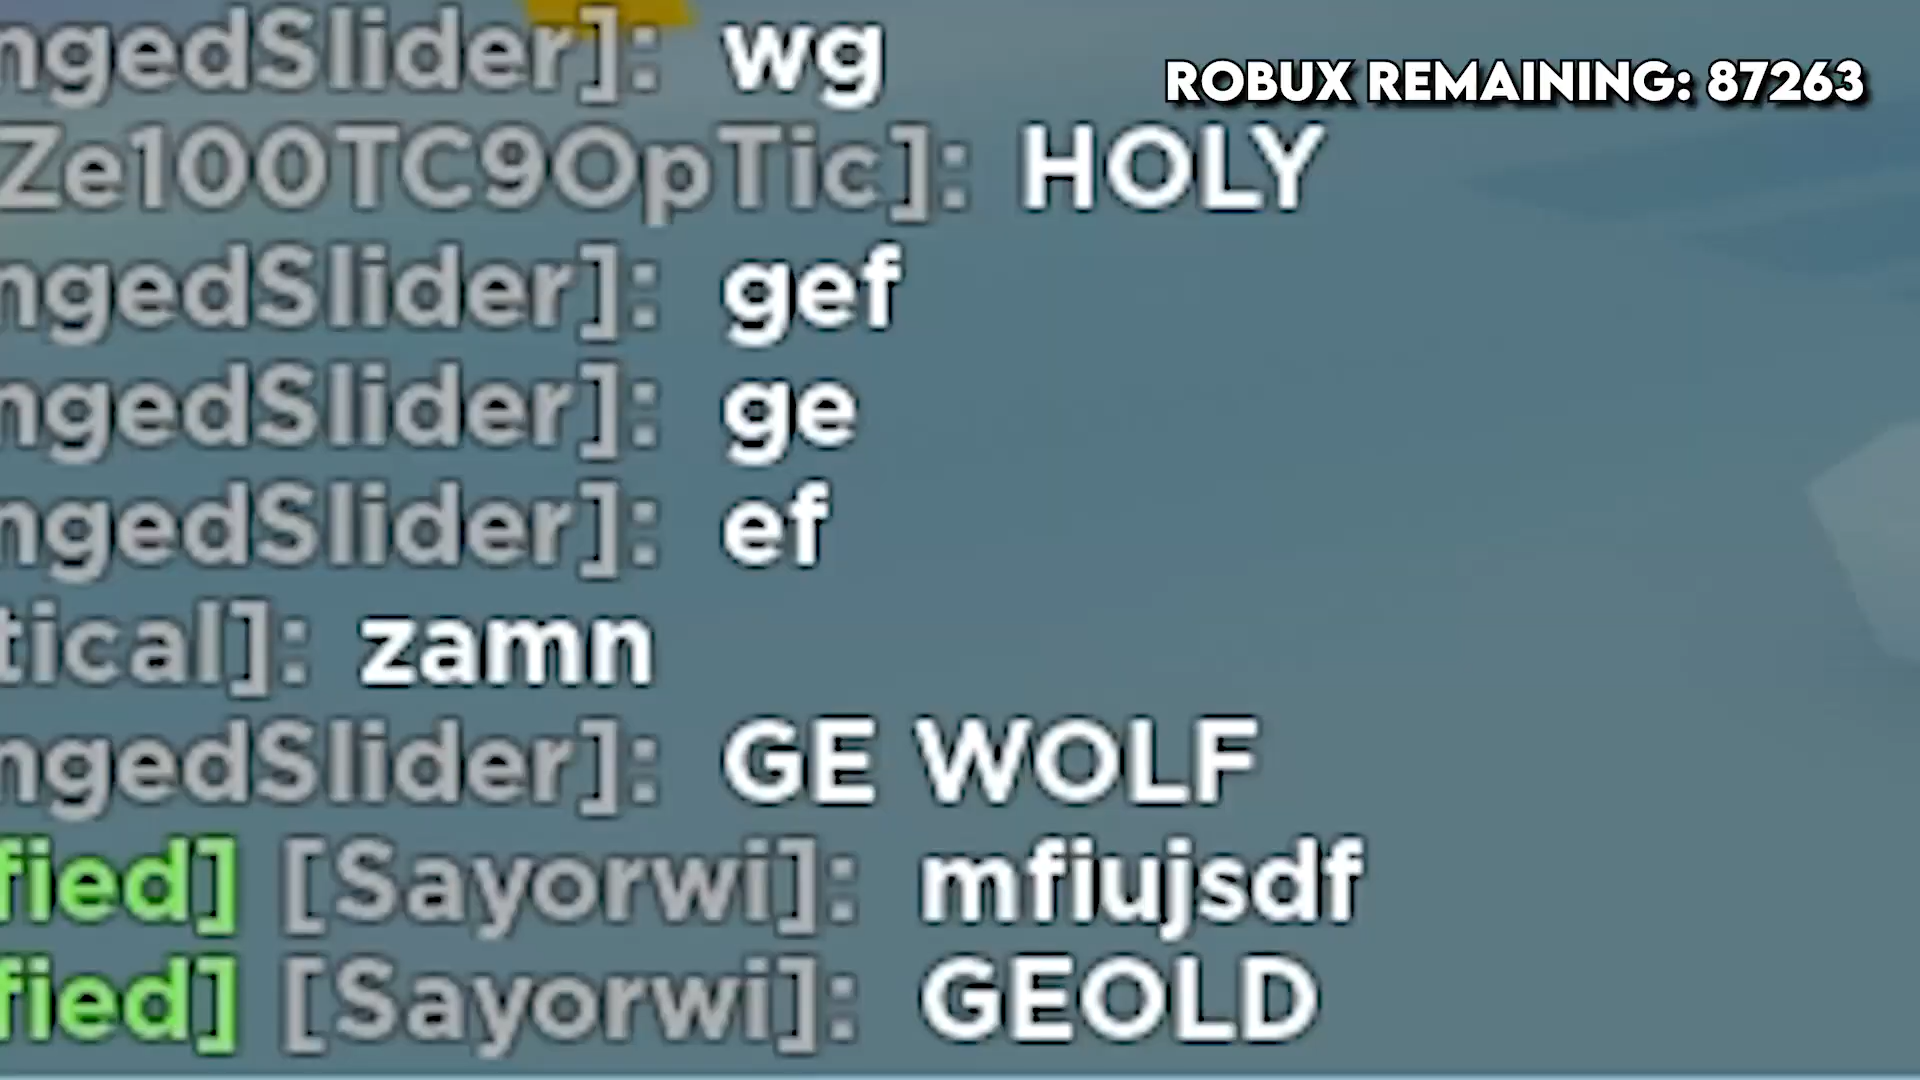 ngedSlider]: wg
ROBUX REMAINING: 87263
Ze100TC9OpTic]: HOLY
ngedSlider]: gef
ngedSlider]: ge
ngedSlider]: ef
tical]: zamn
ngedSlider]: GE WOLF
fied] [Sayorwi]: mfiujsdf
fied] [Sayorwi]: GEOLD